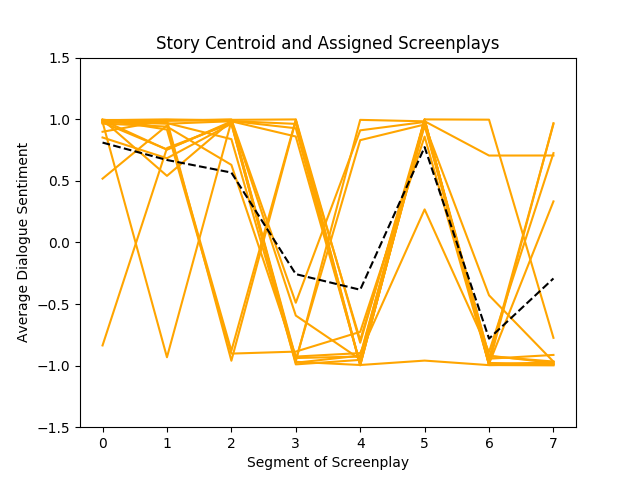 Story Centroid and Assigned Screenplays
1.5
1.0
0.5
0.0
−0.5
−1.0
−1.5
Average Dialogue Sentiment
0 1 2 3 4 5 6 7
Segment of Screenplay